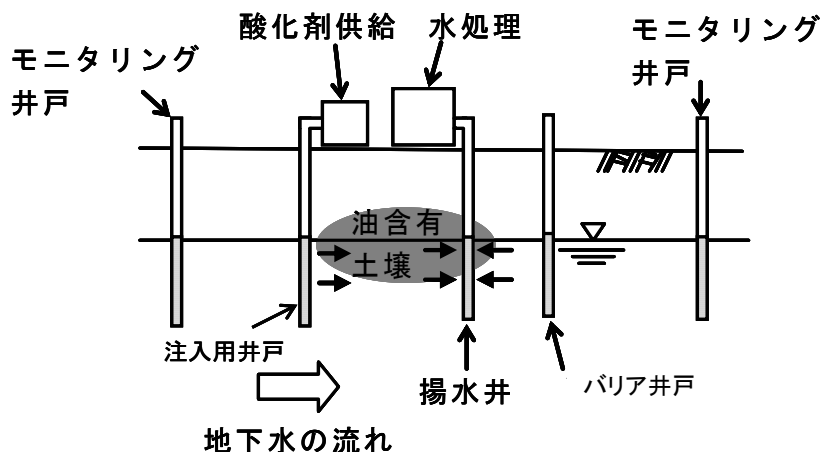 酸化剤供給
水処理
モニタリング
井戸
モニタリング
井戸
油含有
土壌
注入用井戸
揚水井
バリア井戸
地下水の流れ